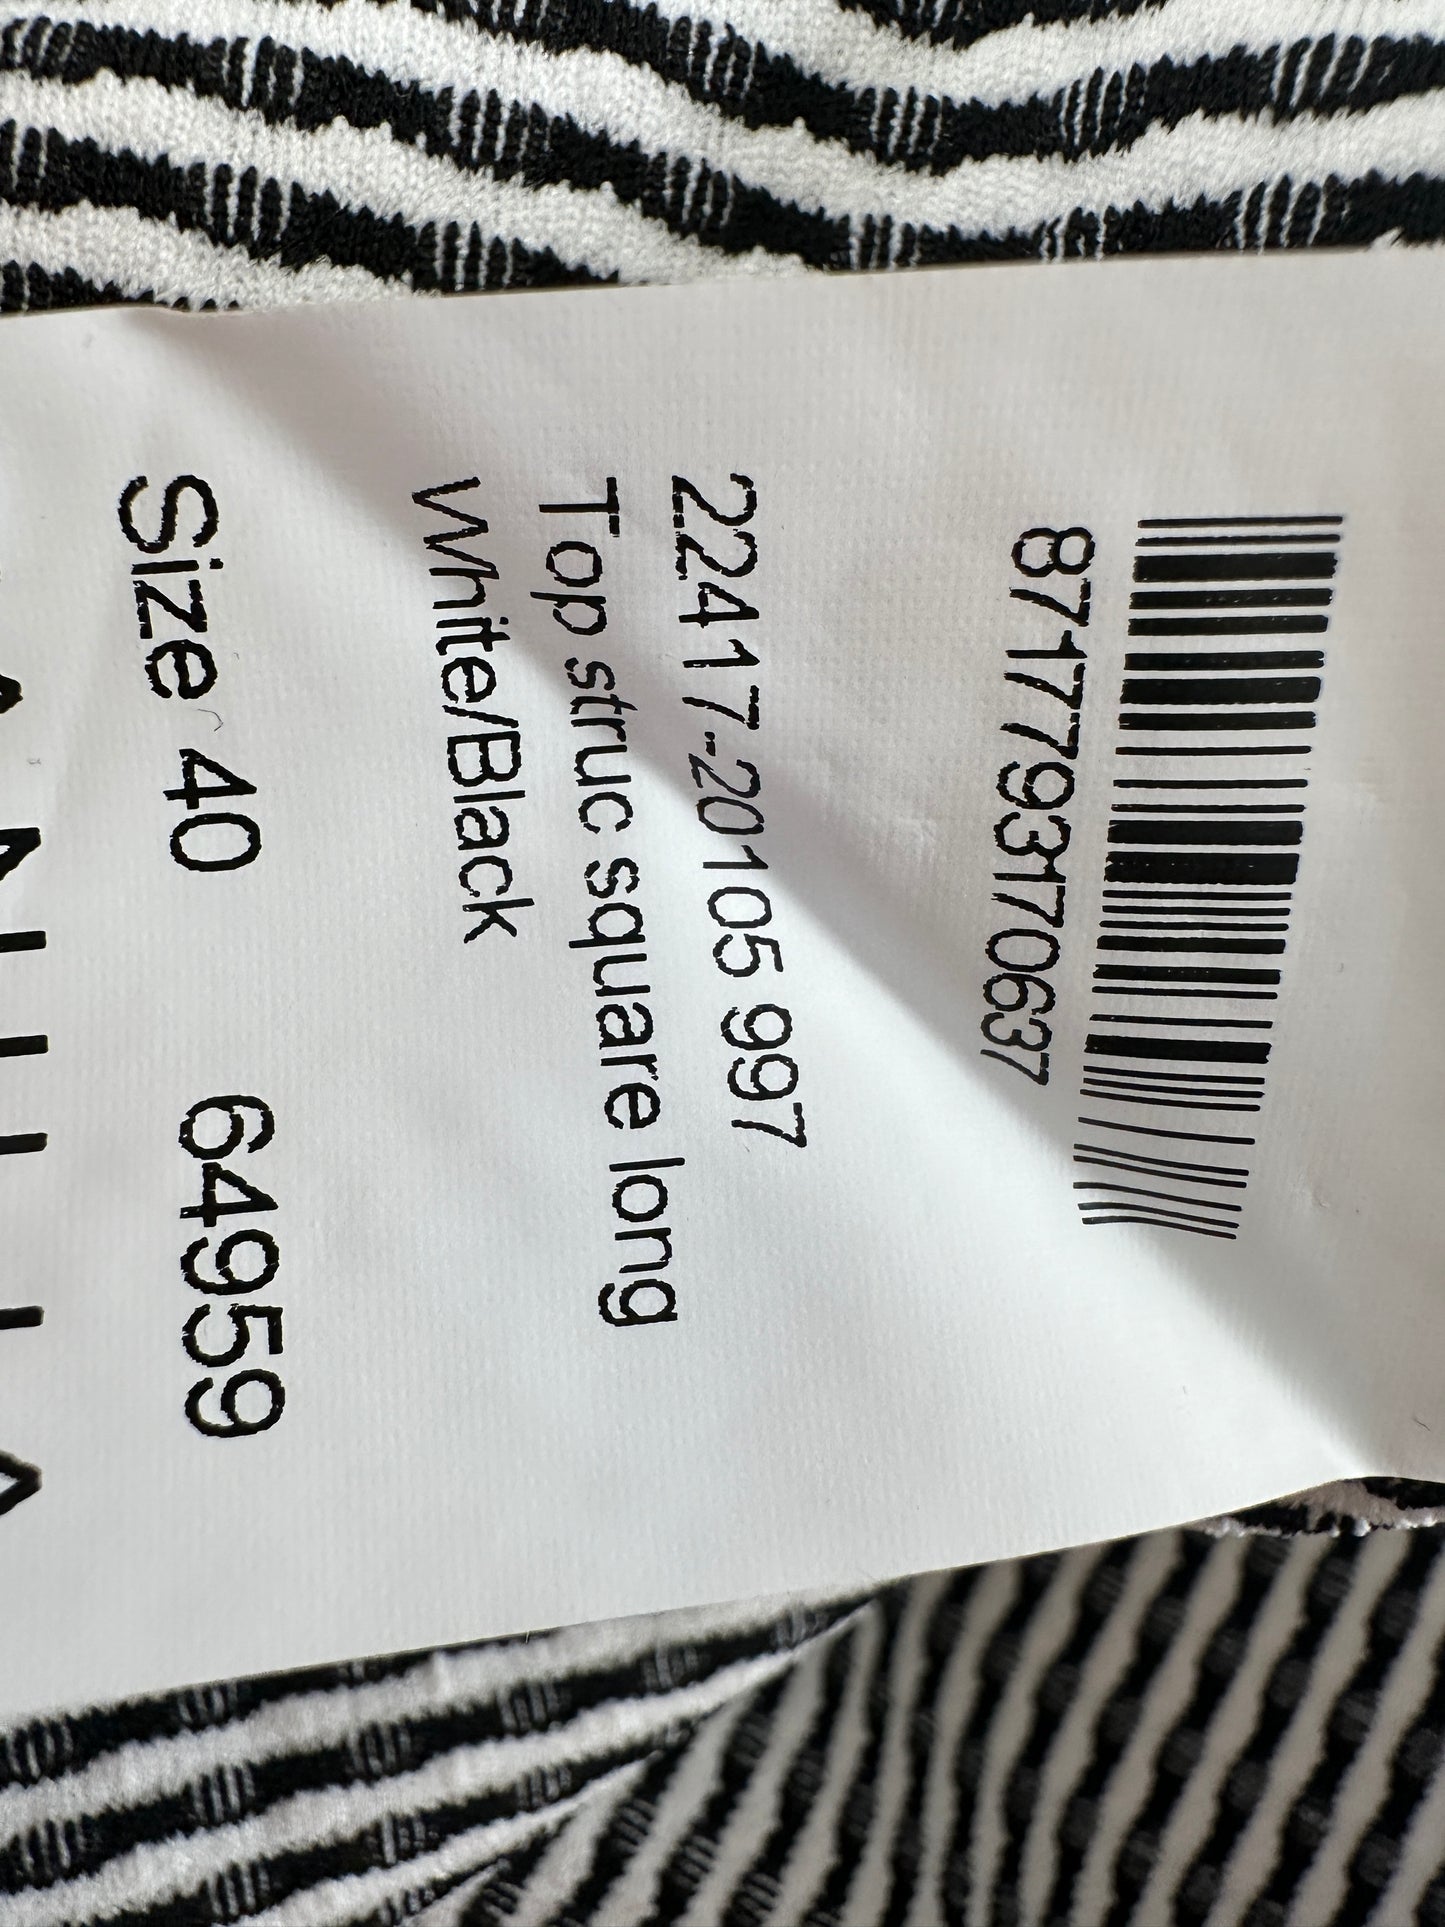 8717793170637
22417-20105 997
Top struc square long
White/Black
Size 40 64959